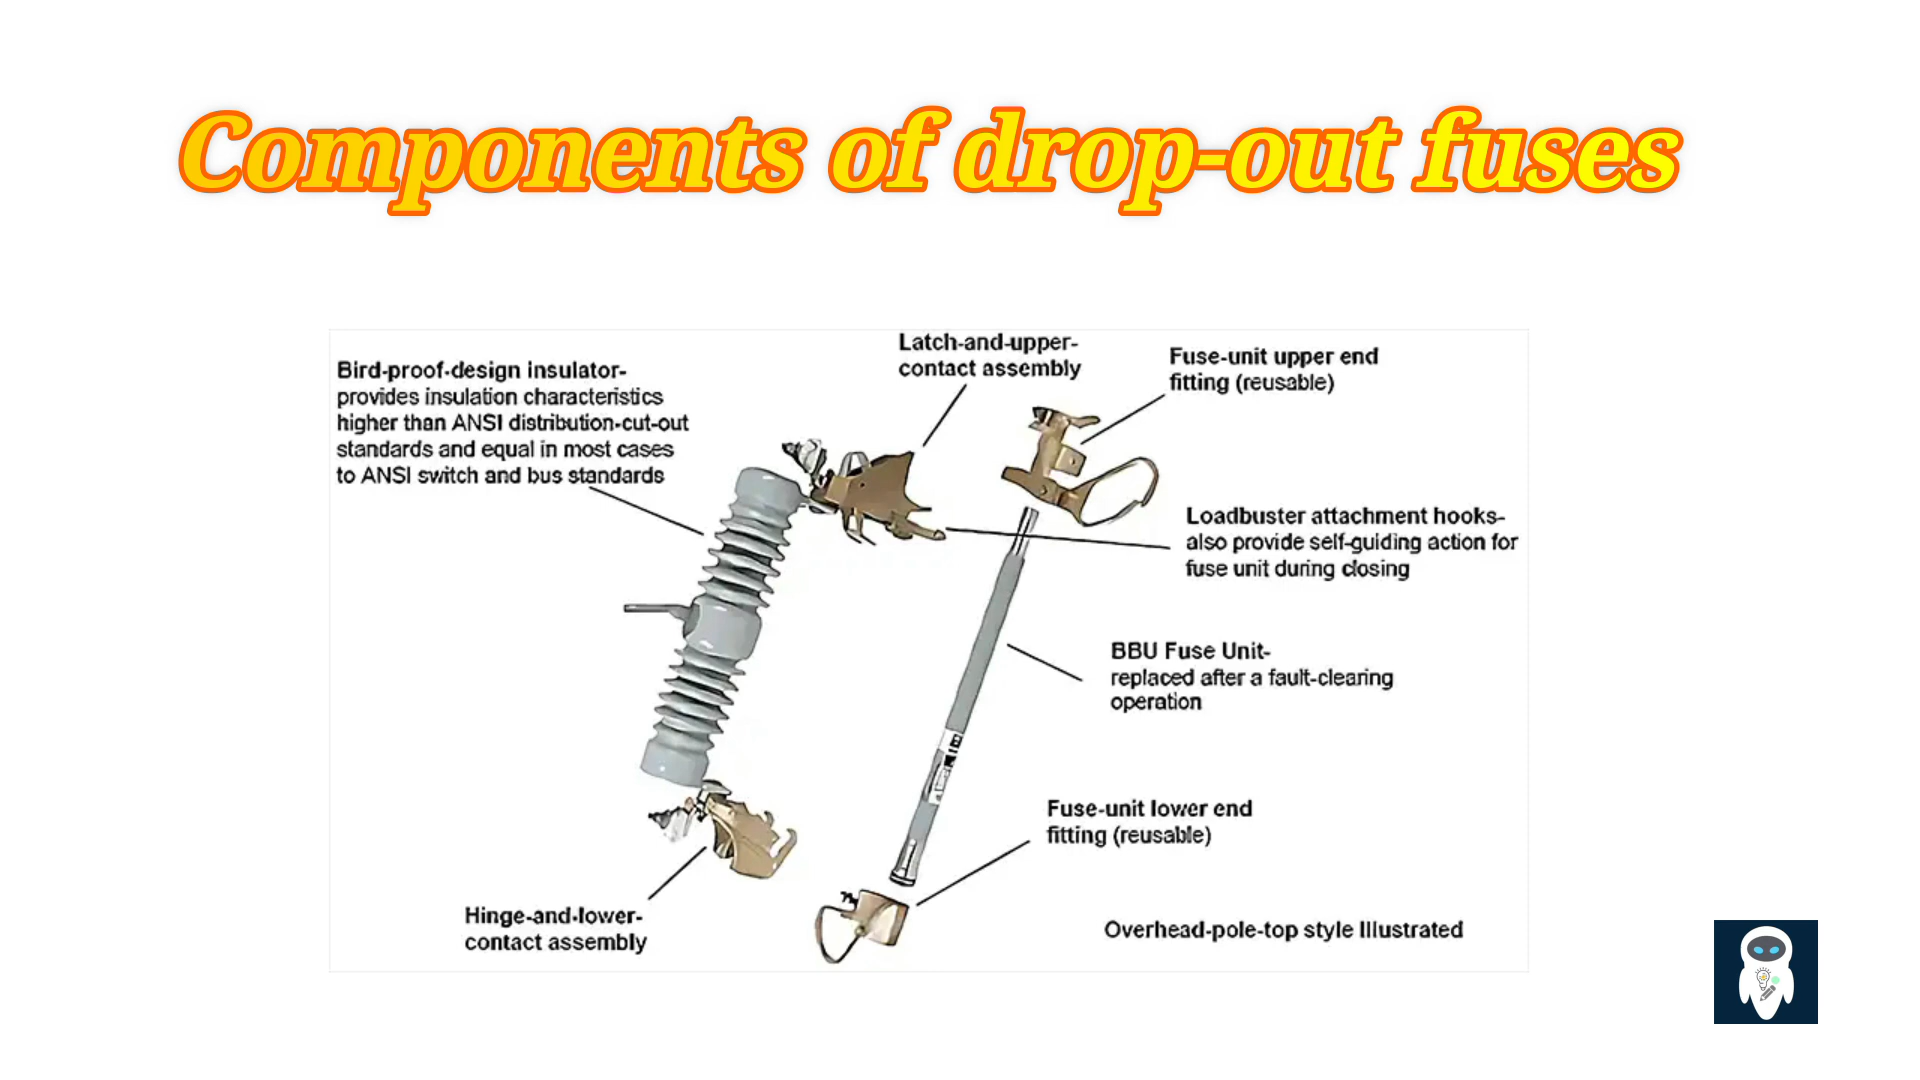 Components of drop-out fuses
Latch-and-upper-
contact assembly
Fuse-unit upper end
fitting (reusable)
Bird-proof-design insulator-
provides insulation characteristics
higher than ANSI distribution-cut-out
standards and equal in most cases
to ANSI switch and bus standards
Loadbuster attachment hooks-
also provide self-guiding action for
fuse unit during closing
BBU Fuse Unit-
replaced after a fault-clearing
operation
Fuse-unit lower end
fitting (reusable)
Hinge-and-lower-
contact assembly
Overhead-pole-top style Illustrated